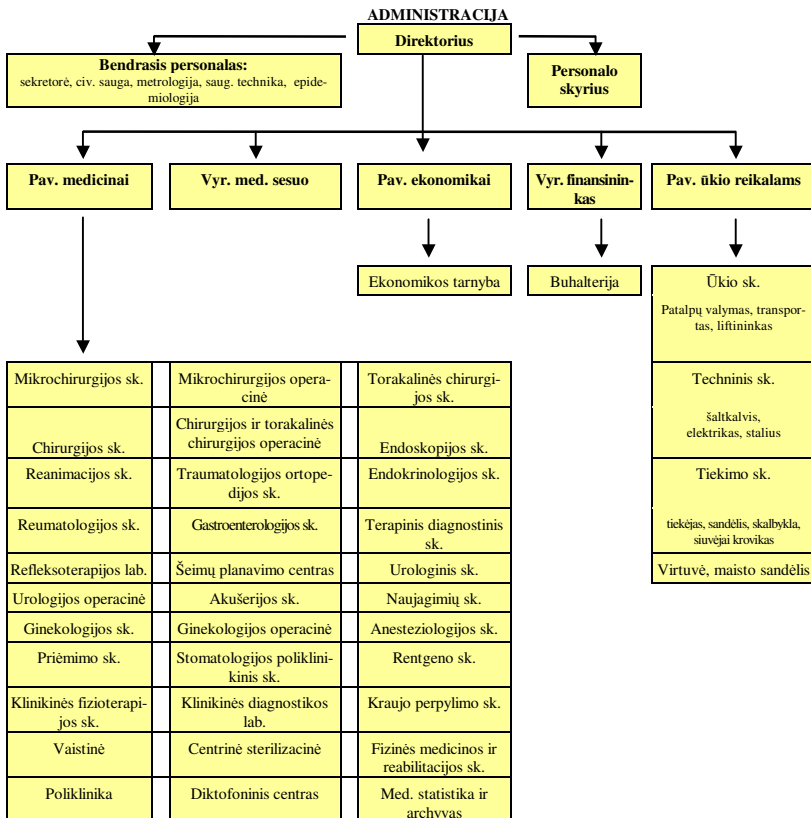 ADMINISTRACIJA
Direktorius
Bendrasis personalas:
sekretorė, civ. sauga, metrologija, saug. technika, epide-
miologija
Personalo
skyrius
Pav. medicinai
Vyr. med. sesuo
Pav. ekonomikai
Vyr. finansinin-
kas
Pav. ūkio reikalams
Ekonomikos tarnyba
Buhalterija
Ūkio sk.
Patalpų valymas, transpor-
tas, liftininkas
Techninis sk.
šaltkalvis,
elektrikas, stalius
Tiekimo sk.
tiekėjas, sandėlis, skalbykla,
siuvėjai krovikas
Virtuvė, maisto sandėlis
Mikrochirurgijos sk.
Mikrochirurgijos opera-
cinė
Torakalinės chirurgi-
jos sk.
Chirurgijos sk.
Chirurgijos ir torakalinės
chirurgijos operacinė
Endoskopijos sk.
Reanimacijos sk.
Traumatologijos ortope-
dijos sk.
Endokrinologijos sk.
Reumatologijos sk.
Gastroenterologijos sk.
Terapinis diagnostinis
sk.
Refleksoterapijos lab.
Šeimų planavimo centras
Urologinis sk.
Urologijos operacinė
Akušerijos sk.
Naujagimių sk.
Ginekologijos sk.
Ginekologijos operacinė
Anesteziologijos sk.
Priėmimo sk.
Stomatologijos poliklini-
kinis sk.
Rentgeno sk.
Klinikinės fizioterapi-
jos sk.
Klinikinės diagnostikos
lab.
Kraujo perpylimo sk.
Vaistinė
Centrinė sterilizacinė
Fizinės medicinos ir
reabilitacijos sk.
Poliklinika
Diktofoninis centras
Med. statistika ir
archyvas